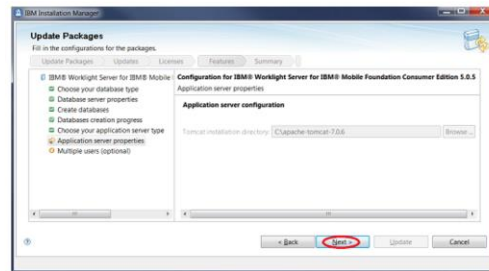 IBM Installation Manager
Update Packages
Fill in the configurations for the packages.
Update Packages Updates Licenses Features Summary
IBM® Worklight Server for IBM® Mobile
Choose your database type
Database server properties
Create databases
Databases creation progress
Choose your application server type
Application server properties
Multiple users (optional)
Configuration for IBM® Worklight Server for IBM® Mobile Foundation Consumer Edition 5.0.5
Application server properties
Application server configuration
Tomcat installation directory: C:\apache-tomcat-7.0.6 Browse...
< Back Next > Update Cancel